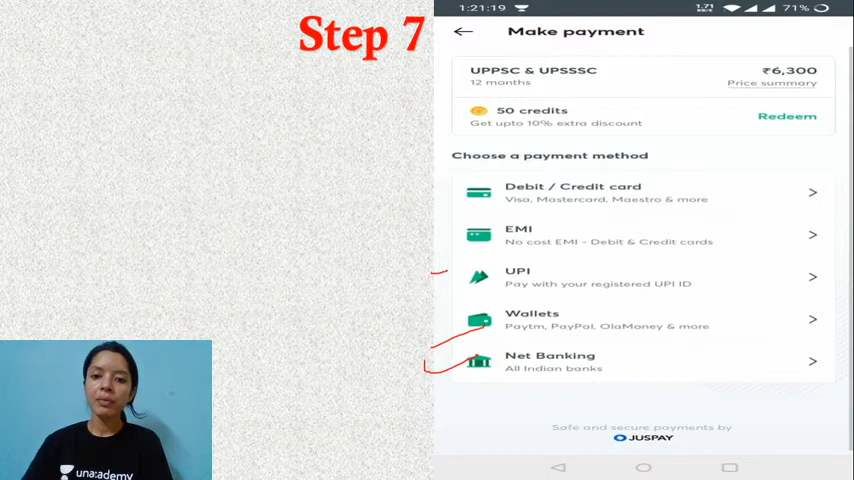 Step 7
1:21:19
1.71
KB/S
71%
Make payment
UPPSC & UPSSSC
₹6,300
12 months
Price summary
50 credits
Get upto 10% extra discount
Redeem
Choose a payment method
Debit / Credit card
Visa, Mastercard, Maestro & more
EMI
No cost EMI - Debit & Credit cards
UPI
Pay with your registered UPI ID
Wallets
Paytm, PayPal, OlaMoney & more
Net Banking
All Indian banks
Safe and secure payments by
JUSPAY
unacademy